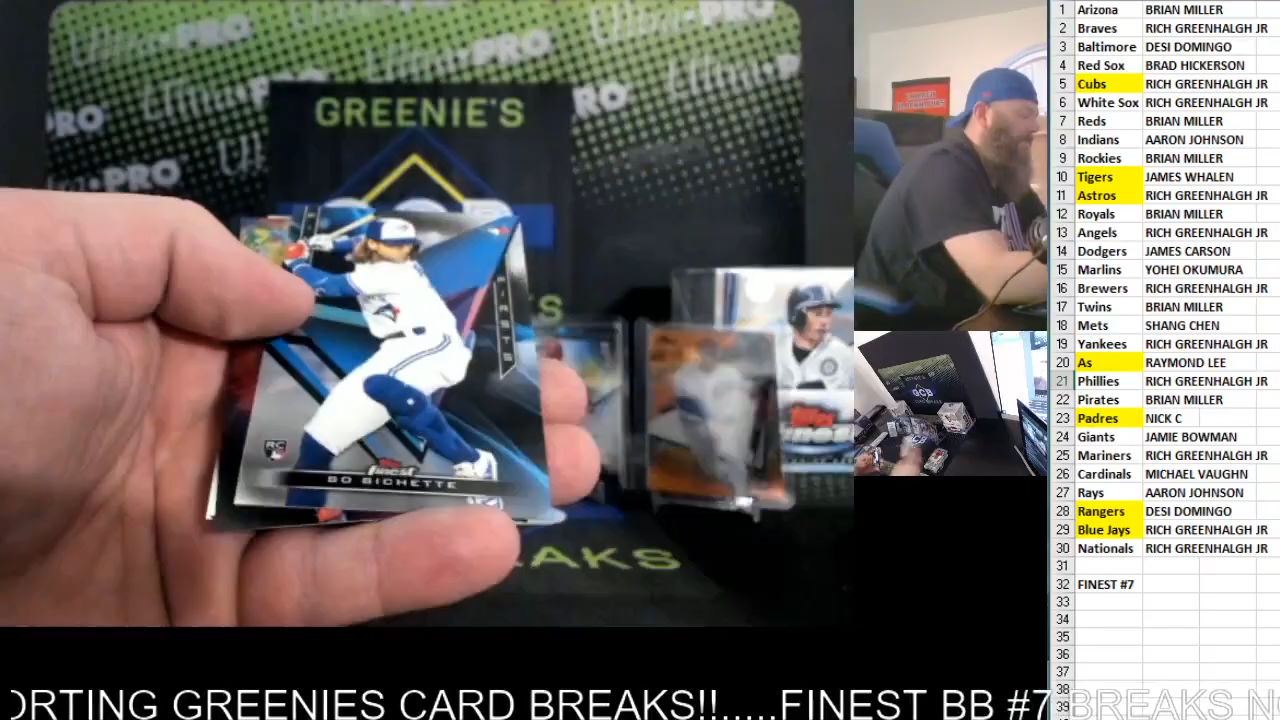 Ultra•PRO
Ultra•PRO
PRO
RO
PRO
Ultra•PRO
GREENIE'S
FIRSTS
RC
Topps
finest
BO BICHETTE
AKS
1 Arizona BRIAN MILLER
2 Braves RICH GREENHALGH JR
3 Baltimore DESI DOMINGO
4 Red Sox BRAD HICKERSON
5 Cubs RICH GREENHALGH JR
6 White Sox RICH GREENHALGH JR
7 Reds BRIAN MILLER
8 Indians AARON JOHNSON
9 Rockies BRIAN MILLER
10 Tigers JAMES WHALEN
11 Astros RICH GREENHALGH JR
12 Royals BRIAN MILLER
13 Angels RICH GREENHALGH JR
14 Dodgers JAMES CARSON
15 Marlins YOHEI OKUMURA
16 Brewers RICH GREENHALGH JR
17 Twins BRIAN MILLER
18 Mets SHANG CHEN
19 Yankees RICH GREENHALGH JR
20 As RAYMOND LEE
21 Phillies RICH GREENHALGH JR
22 Pirates BRIAN MILLER
23 Padres NICK C
24 Giants JAMIE BOWMAN
25 Mariners RICH GREENHALGH JR
26 Cardinals MICHAEL VAUGHN
27 Rays AARON JOHNSON
28 Rangers DESI DOMINGO
29 Blue Jays RICH GREENHALGH JR
30 Nationals RICH GREENHALGH JR
31
32 FINEST #7
33
34
35
36
37
38
39
ORTING GREENIES CARD BREAKS!!.....FINEST BB #7 BREAKS N